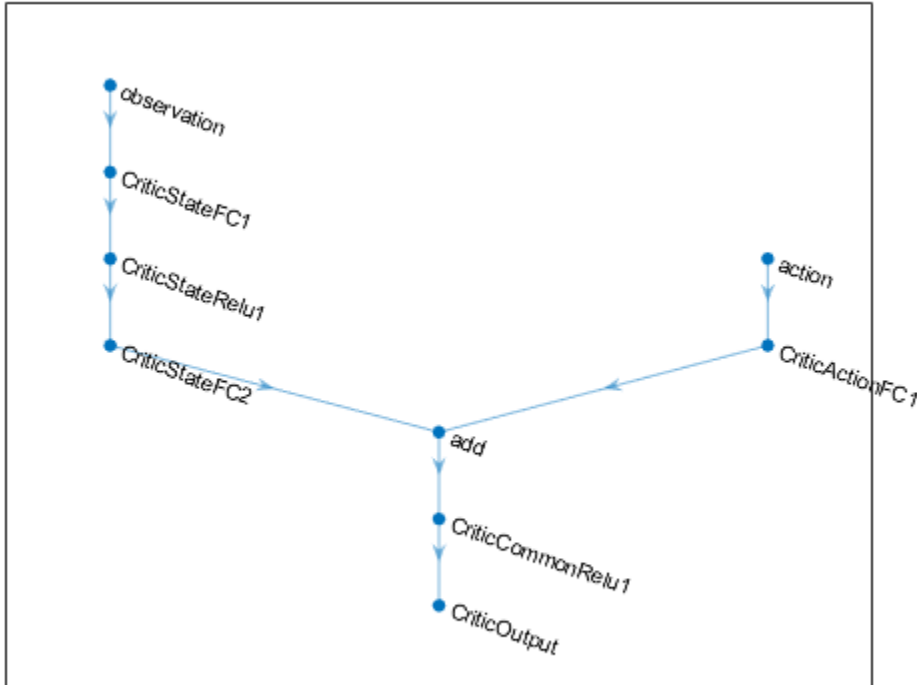 observation
CriticStateFC1
CriticStateRelu1
action
CriticStateFC2
CriticActionFC1
add
CriticCommonRelu1
CriticOutput